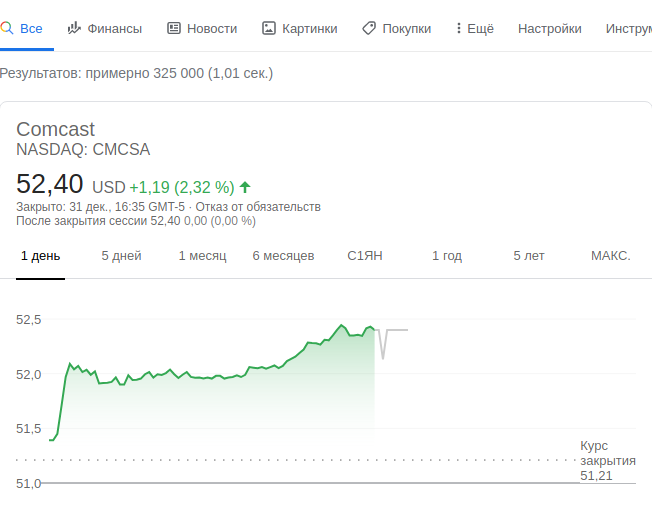 Все Финансы Новости Картинки Покупки Ещё Настройки
Результатов: примерно 325 000 (1,01 сек.)
Comcast
NASDAQ: CMCSA
52,40 USD +1,19 (2,32 %)
Закрыто: 31 дек., 16:35 GMT-5 · Отказ от обязательств
После закрытия сессии 52,40 0,00 (0,00 %)
1 день 5 дней 1 месяц 6 месяцев С1ЯН 1 год 5 лет МАКС.
52,5
52,0
51,5
Курс
закрытия
51,21
51,0